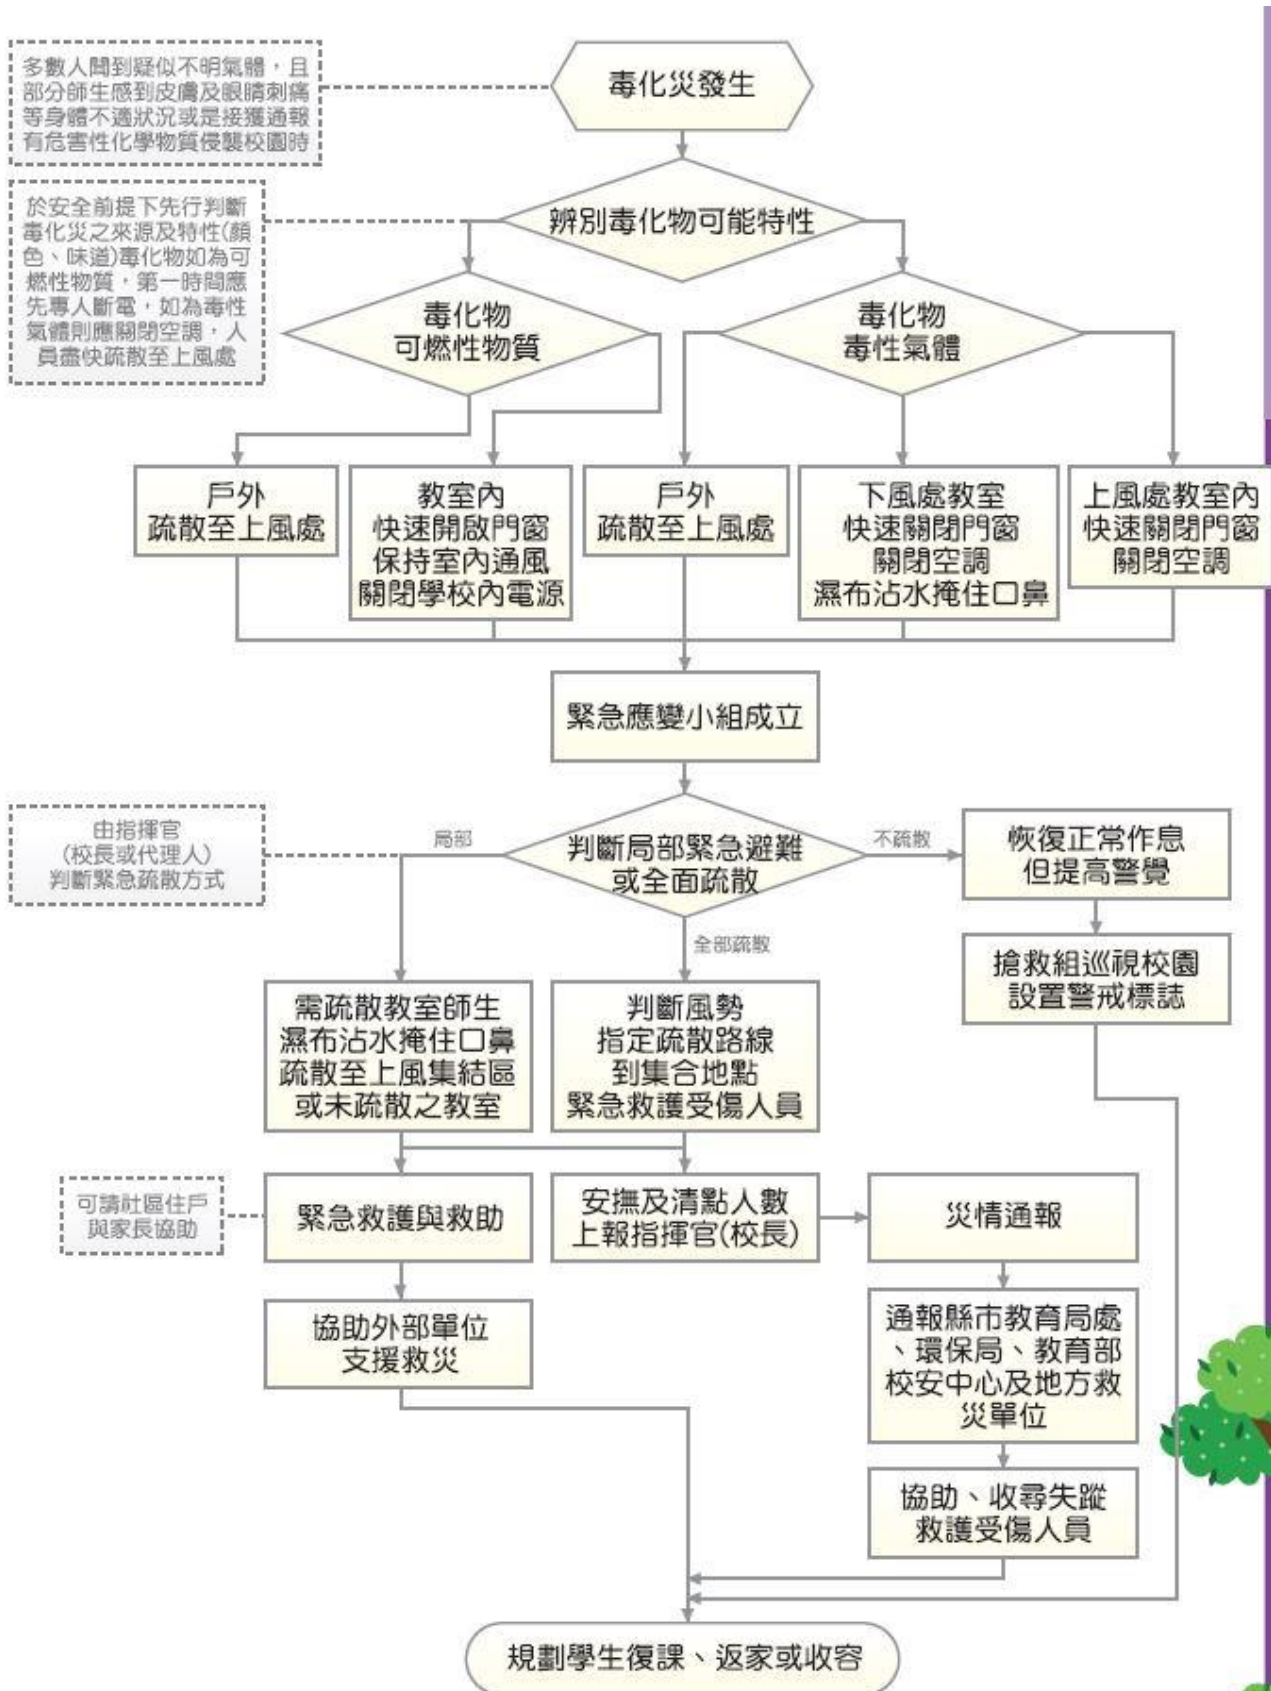 多數人聞到疑似不明氣體，且
部分師生感到皮膚及眼睛刺痛
等身體不適狀況或是接獲通報
有危害性化學物質侵襲校園時
毒化災發生
於安全前提下先行判斷
毒化災之來源及特性(顏
色、味道)毒化物如為可
燃性物質，第一時間應
先專人斷電，如為毒性
氣體則應關閉空調，人
員盡快疏散至上風處
辨別毒化物可能特性
毒化物
可燃性物質
毒化物
毒性氣體
戶外
疏散至上風處
教室內
快速開啟門窗
保持室內通風
關閉學校內電源
戶外
疏散至上風處
下風處教室
快速關閉門窗
關閉空調
濕布沾水掩住口鼻
上風處教室內
快速關閉門窗
關閉空調
緊急應變小組成立
由指揮官
(校長或代理人)
判斷緊急疏散方式
局部
判斷局部緊急避難
或全面疏散
不疏散
恢復正常作息
但提高警覺
全部疏散
搶救組巡視校園
設置警戒標誌
需疏散教室師生
濕布沾水掩住口鼻
疏散至上風集結區
或未疏散之教室
判斷風勢
指定疏散路線
到集合地點
緊急救護受傷人員
可請社區住戶
與家長協助
緊急救護與救助
安撫及清點人數
上報指揮官(校長)
災情通報
協助外部單位
支援救災
通報縣市教育局處
、環保局、教育部
校安中心及地方救
災單位
協助、收尋失蹤
救護受傷人員
規劃學生復課、返家或收容